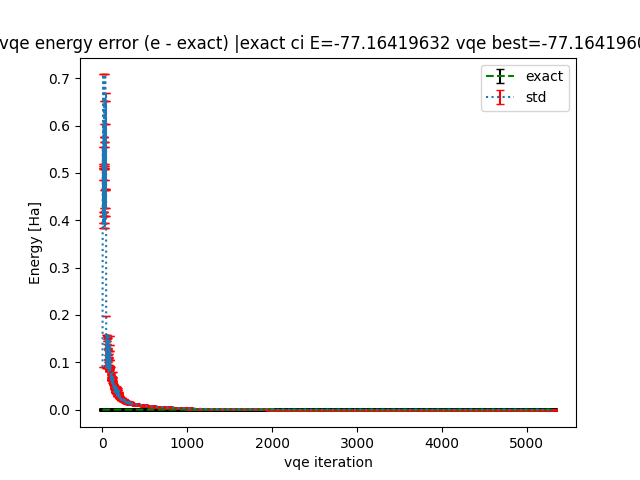 vqe energy error (e - exact) |exact ci E=-77.16419632 vqe best=-77.164196
exact
std
0.7
0.6
0.5
0.4
0.3
0.2
0.1
0.0
Energy [Ha]
0 1000 2000 3000 4000 5000
vqe iteration